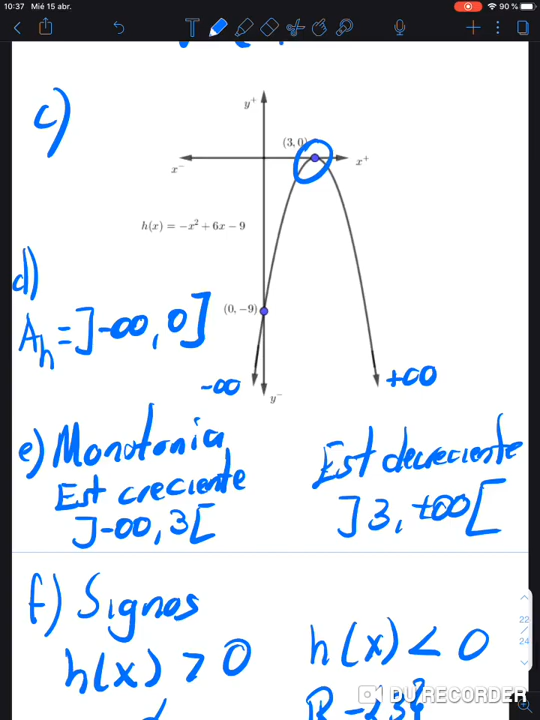 10:37 Mié 15 abr.
90 %
c)
y⁺
(3, 0)
x⁻
x⁺
h(x) = −x² + 6x − 9
d)
(0, −9)
A_h = ]-∞, 0]
-∞
+∞
y⁻
e) Monotonía
Est creciente
]-∞, 3[
Est decreciente
]3, +∞[
f) Signos
h(x) > 0
h(x) < 0
22
/
24
DU RECORDER